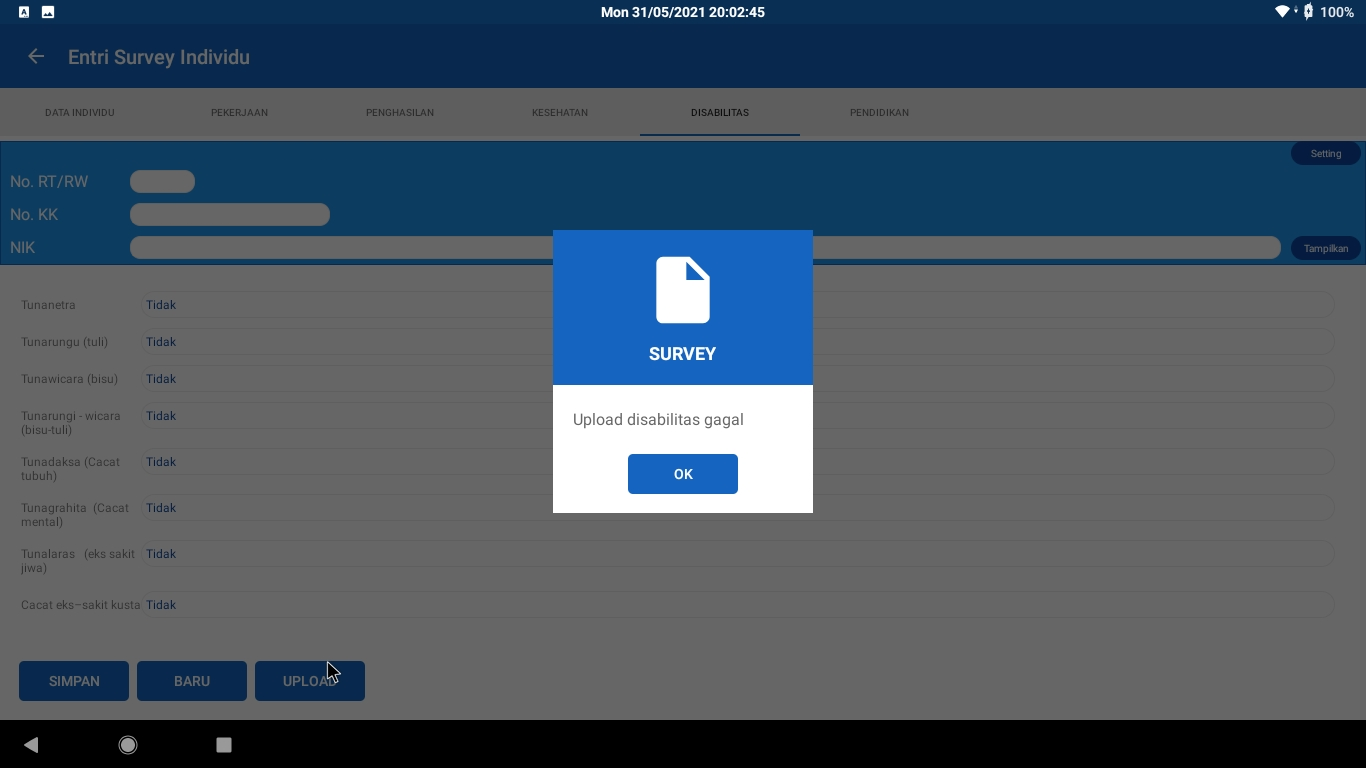 Mon 31/05/2021 20:02:45
100%
Entri Survey Individu
DATA INDIVIDU
PEKERJAAN
PENGHASILAN
KESEHATAN
DISABILITAS
PENDIDIKAN
Setting
No. RT/RW
No. KK
NIK
Tampilkan
SURVEY
Upload disabilitas gagal
OK
Tunanetra
Tidak
Tunarungu (tuli)
Tidak
Tunawicara (bisu)
Tidak
Tunarungi - wicara
(bisu-tuli)
Tidak
Tunadaksa (Cacat
tubuh)
Tidak
Tunagrahita (Cacat
mental)
Tidak
Tunalaras (eks sakit
jiwa)
Tidak
Cacat eks–sakit kusta
Tidak
SIMPAN
BARU
UPLOAD